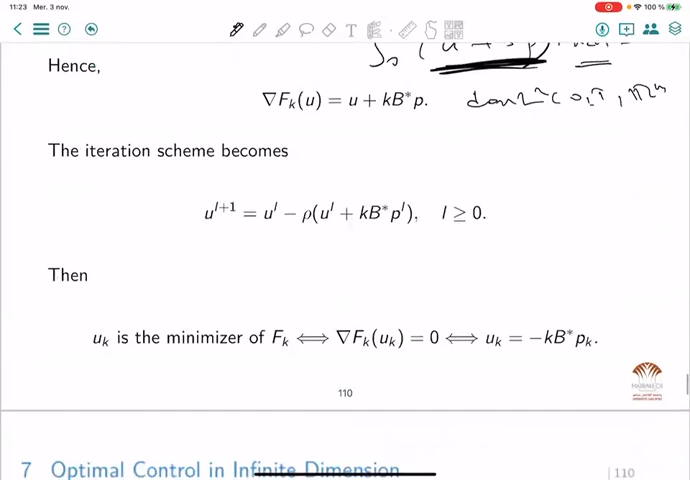 11:23 Mer. 3 nov.
100 %
Hence,
∇F_k(u) = u + kB*p.
The iteration scheme becomes
u^{l+1} = u^l − ρ(u^l + kB*p^l), l ≥ 0.
Then
u_k is the minimizer of F_k ⟺ ∇F_k(u_k) = 0 ⟺ u_k = −kB*p_k.
110
7 Optimal Control in Infinite Dimension
| 110